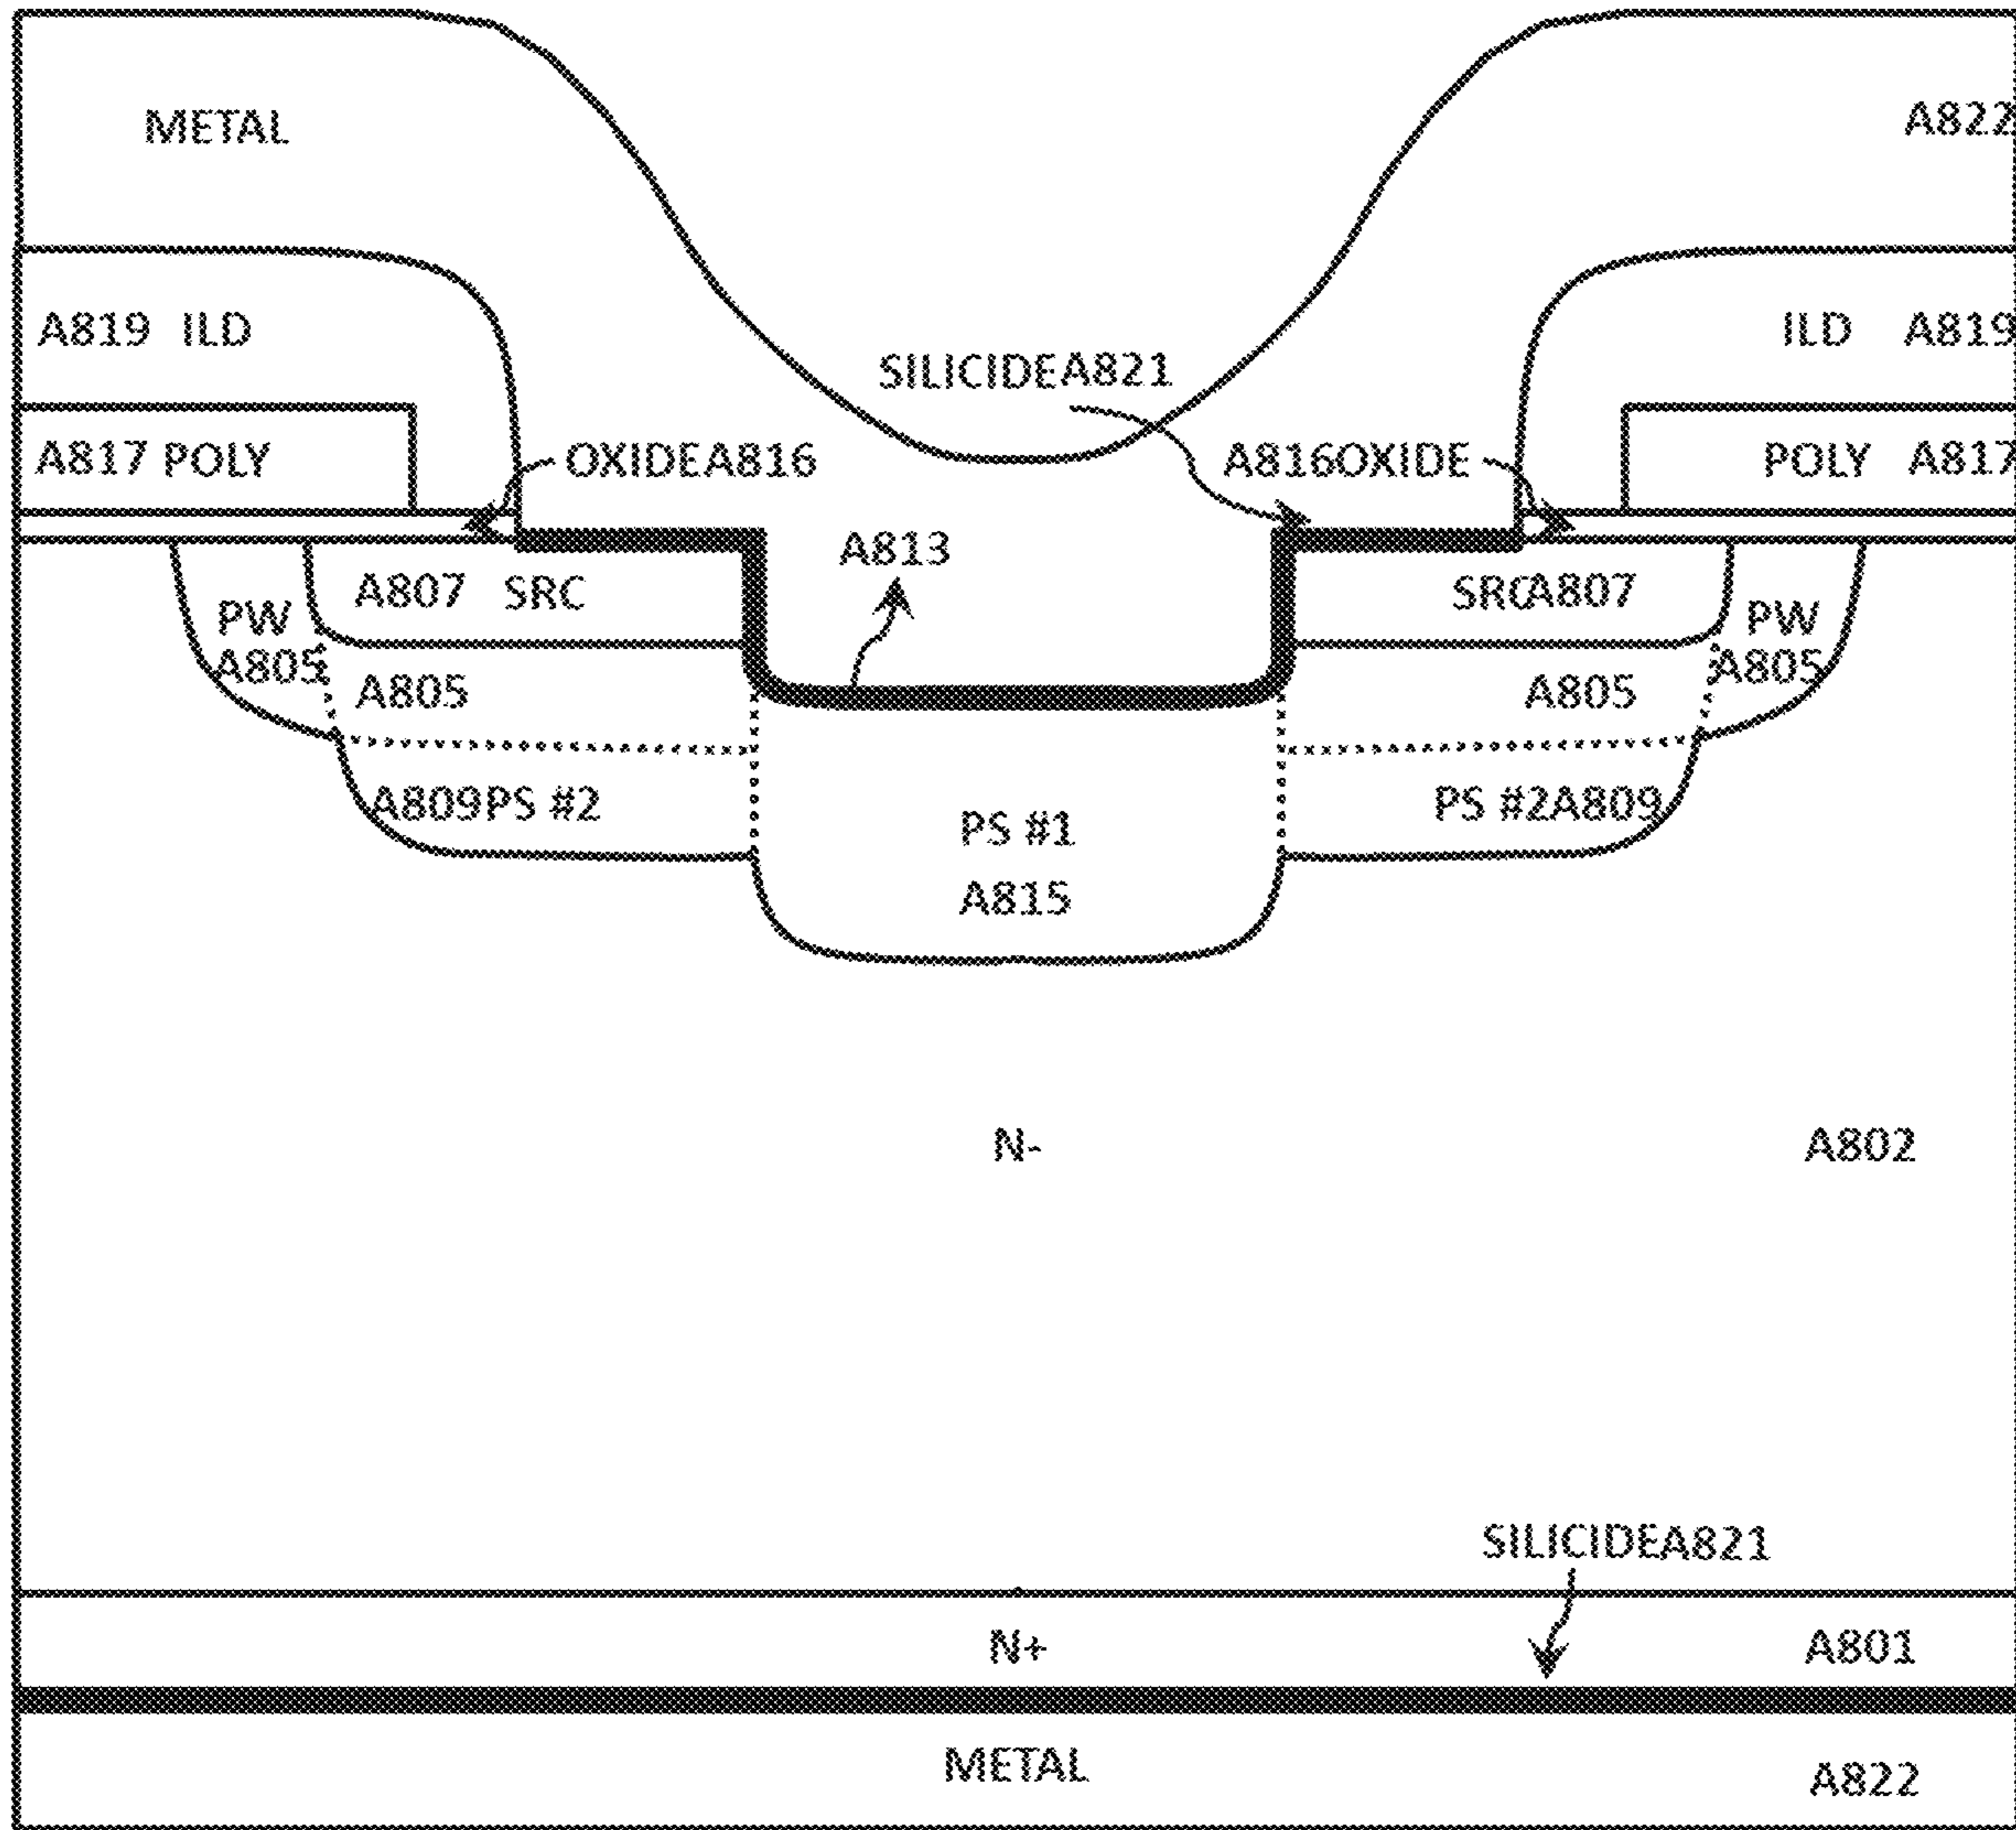 METAL A822
A819 ILD
ILD A819
SILICIDEA821
A817 POLY
OXIDEA816
A816OXIDE
POLY A817
A813
A807 SRC
SRCA807
PW
A805
PW
A805
A805
A805
A809PS #2
PS #1
A815
PS #2A809
N- A802
SILICIDEA821
N+ A801
METAL A822